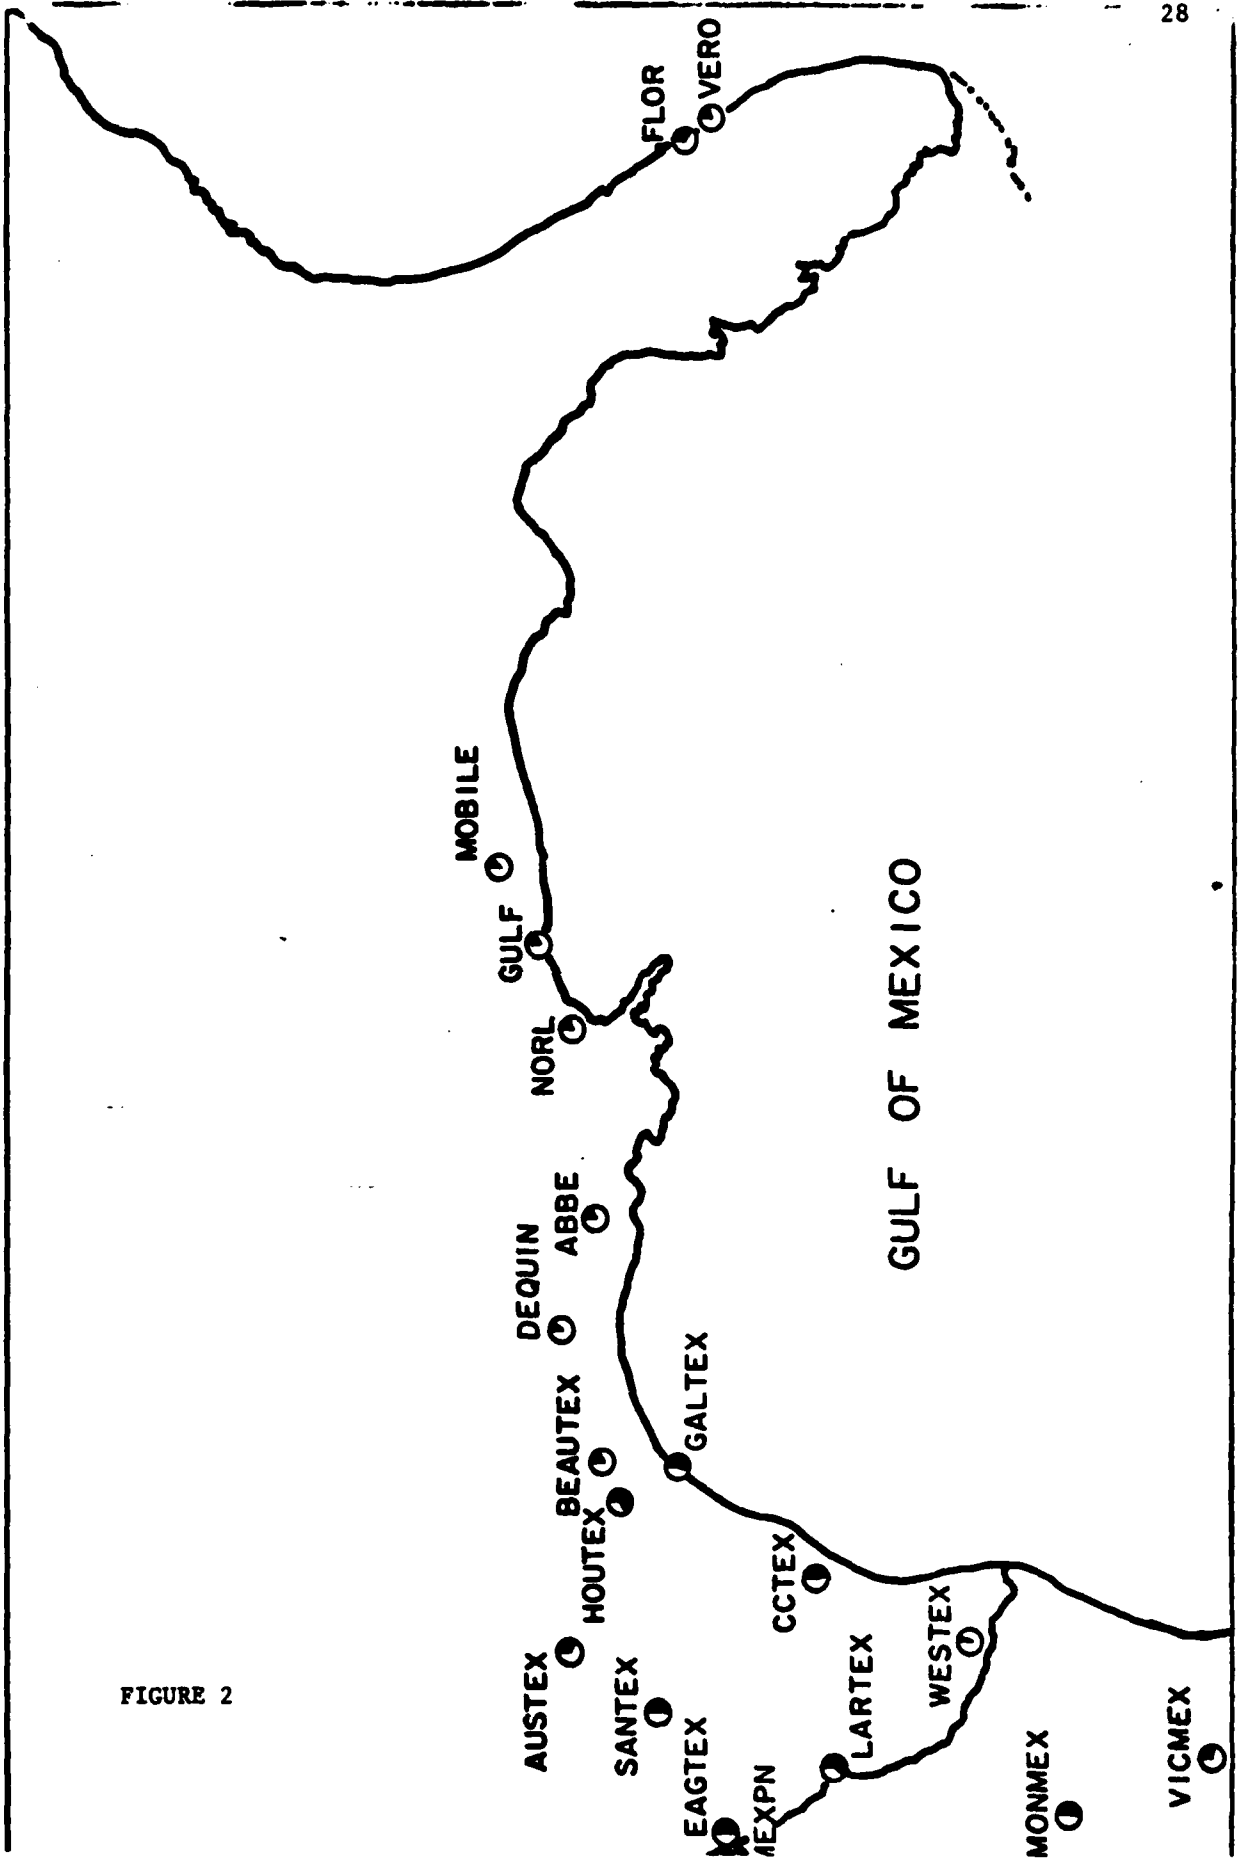 28
FLOR
VERO
MOBILE
GULF
NORL
ABBE
DEQUIN
BEAUTEX
HOUTEX
GALTEX
AUSTEX
SANTEX
CCTEX
EAGTEX
MEXPN
LARTEX
WESTEX
MONMEX
VICMEX
GULF OF MEXICO
FIGURE 2